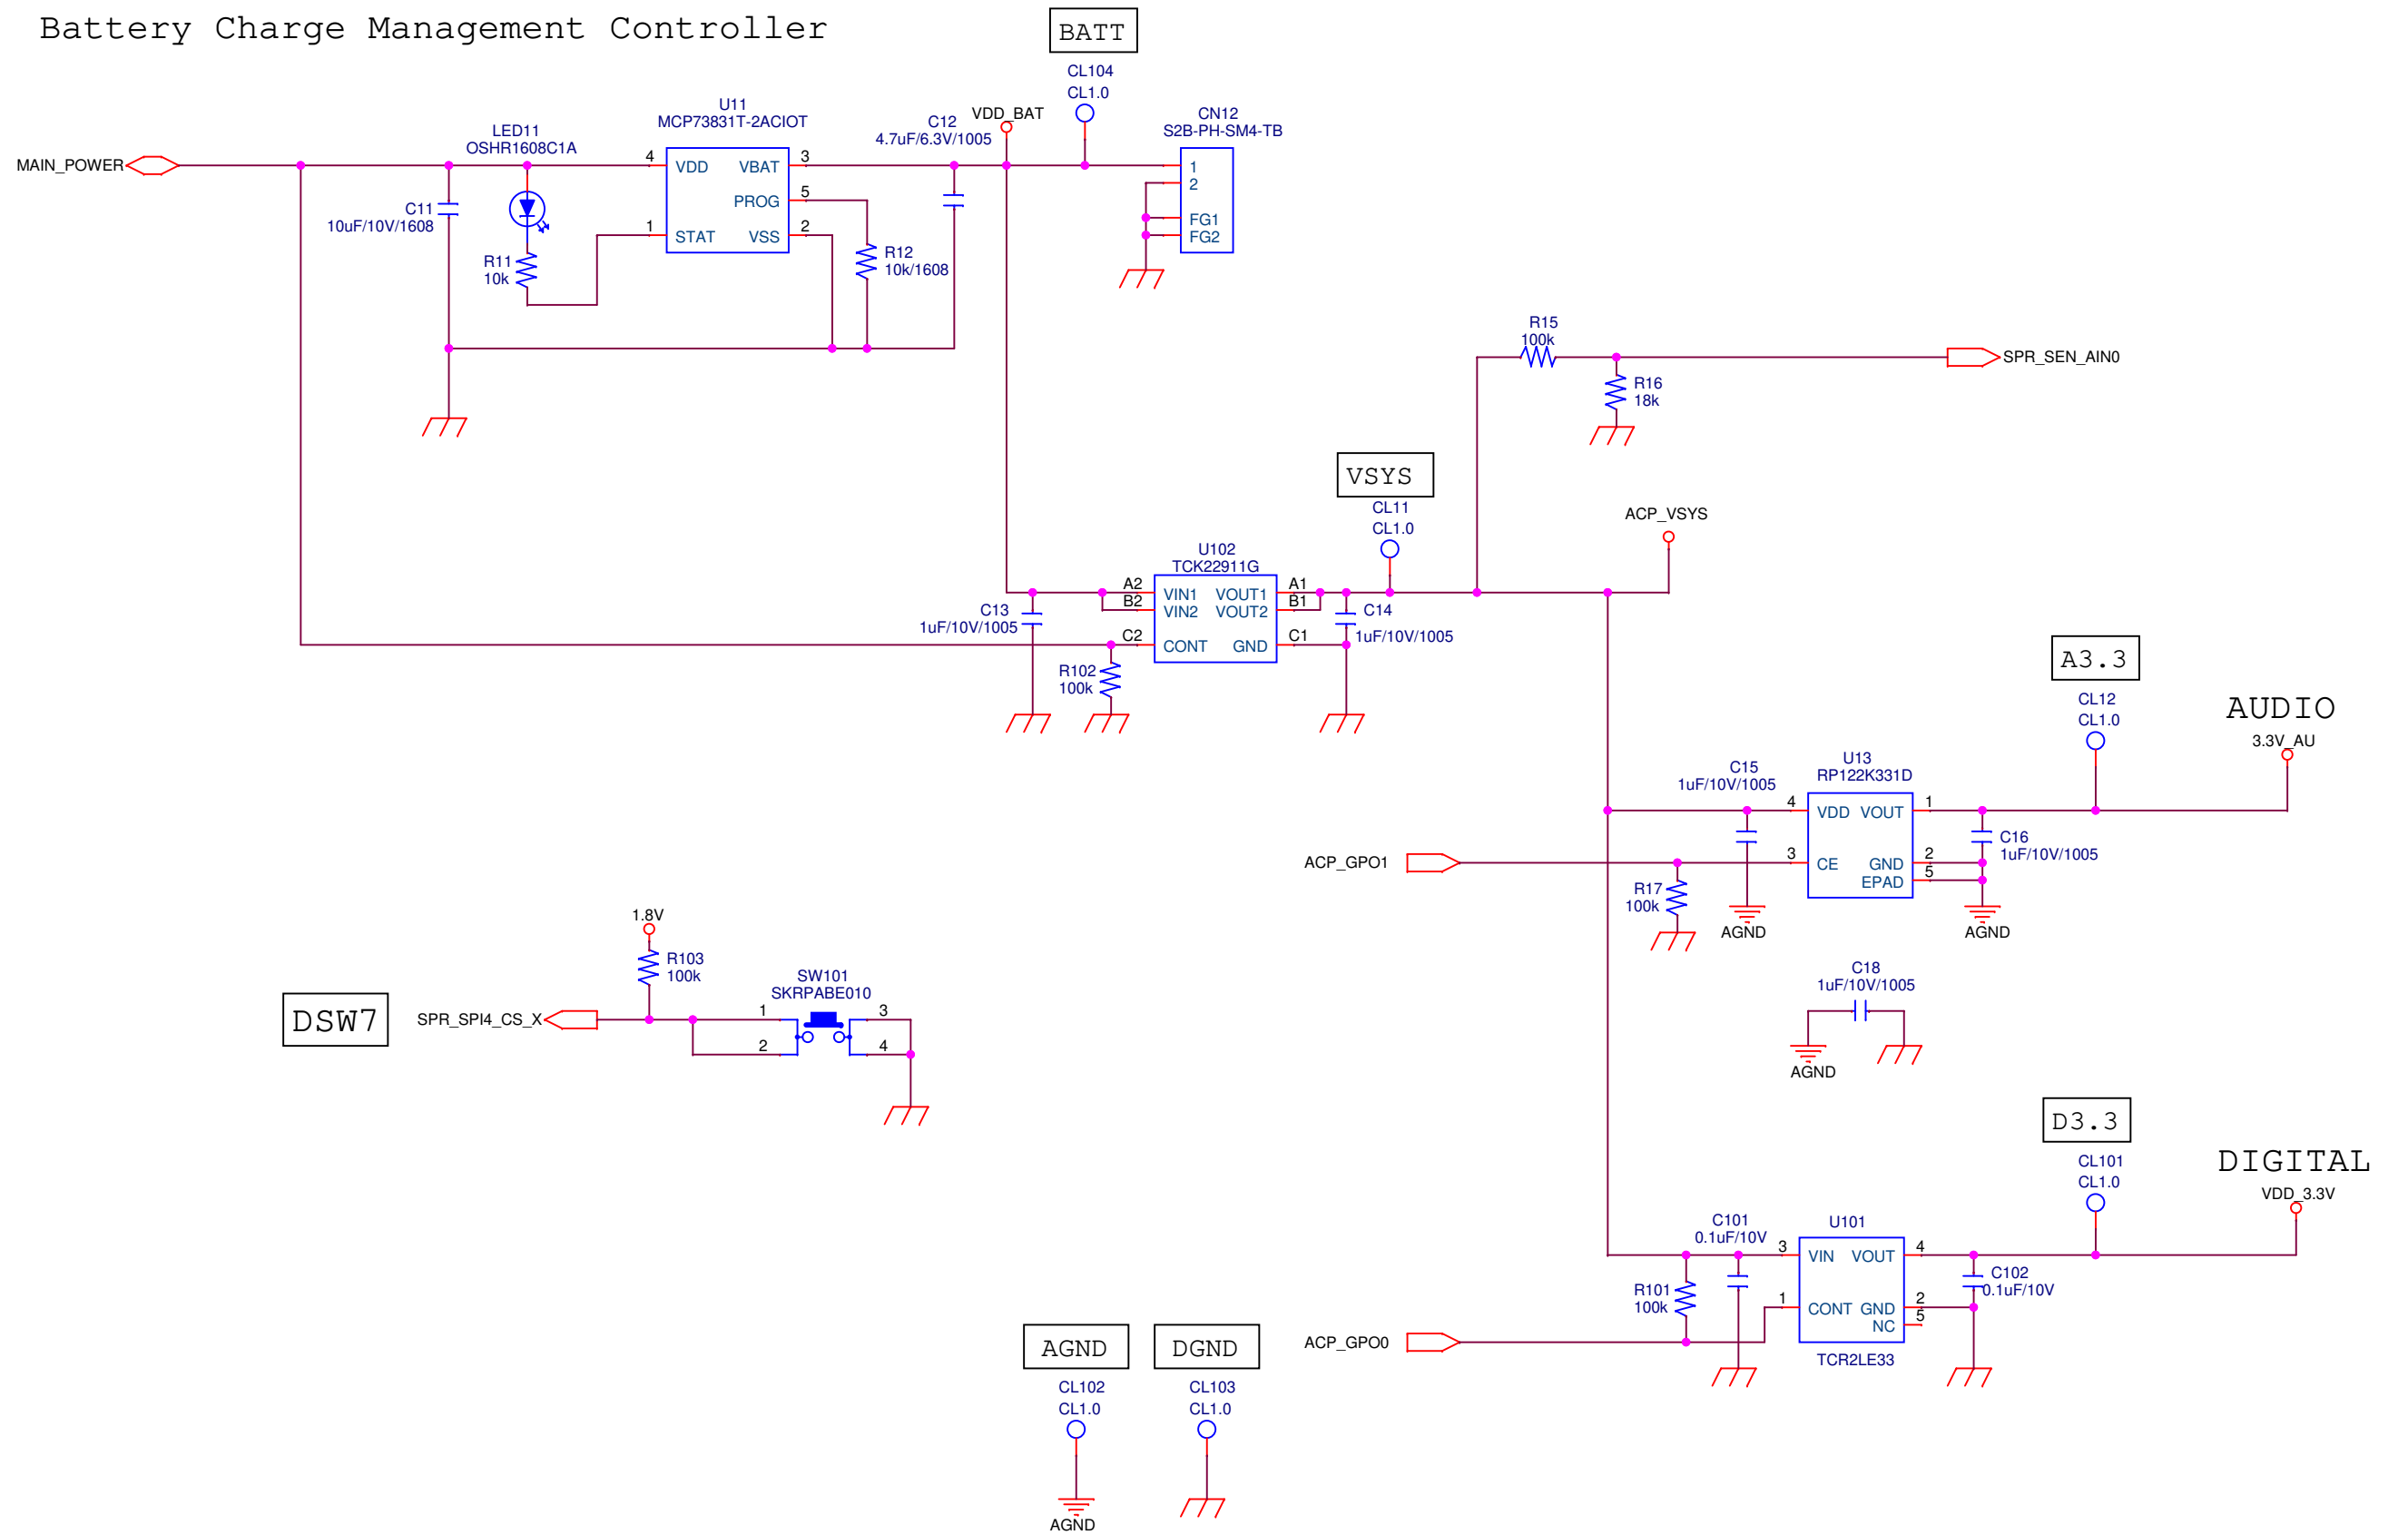 Battery Charge Management Controller
BATT
CL104
CL1.0
U11
MCP73831T-2ACIOT
LED11
OSHR1608C1A
C12
4.7uF/6.3V/1005
VDD_BAT
CN12
S2B-PH-SM4-TB
MAIN_POWER
4
VDD
VBAT
3
1
2
5
PROG
C11
10uF/10V/1608
1
STAT
VSS
2
FG1
FG2
R11
10k
R12
10k/1608
R15
100k
SPR_SEN_AIN0
R16
18k
VSYS
CL11
CL1.0
ACP_VSYS
U102
TCK22911G
A2
VIN1
VOUT1
A1
B2
VIN2
VOUT2
B1
C13
1uF/10V/1005
C14
1uF/10V/1005
C2
CONT
GND
C1
R102
100k
A3.3
CL12
CL1.0
AUDIO
3.3V_AU
C15
1uF/10V/1005
U13
RP122K331D
4
VDD
VOUT
1
C16
1uF/10V/1005
ACP_GPO1
3
CE
GND
2
EPAD
5
R17
100k
AGND
AGND
1.8V
R103
100k
SW101
SKRPABE010
C18
1uF/10V/1005
DSW7
SPR_SPI4_CS_X
1
3
2
4
AGND
D3.3
CL101
CL1.0
DIGITAL
VDD_3.3V
C101
0.1uF/10V
U101
3
VIN
VOUT
4
C102
0.1uF/10V
R101
100k
1
CONT
GND
2
NC
5
ACP_GPO0
TCR2LE33
AGND
DGND
CL102
CL1.0
CL103
CL1.0
AGND